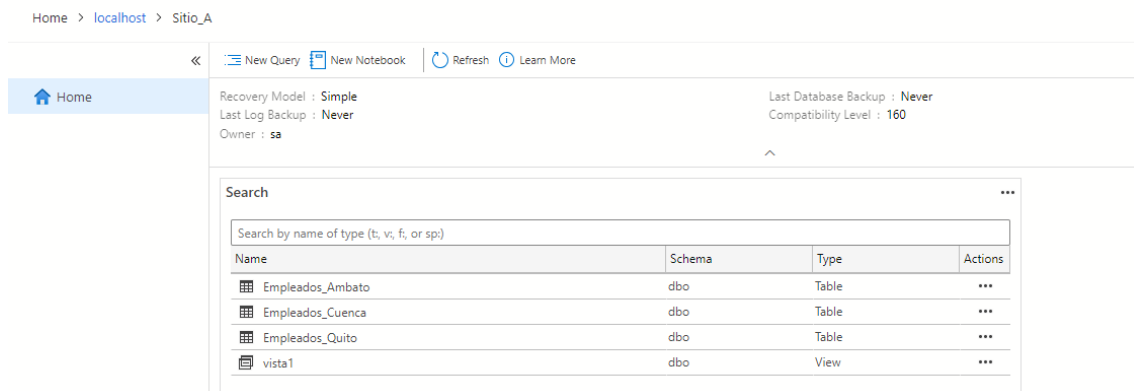 Home > localhost > Sitio_A
« New Query New Notebook Refresh Learn More
Home
Recovery Model : Simple Last Database Backup : Never
Last Log Backup : Never Compatibility Level : 160
Owner : sa
Search •••
Search by name of type (t:, v:, f:, or sp:)
Name Schema Type Actions
Empleados_Ambato dbo Table •••
Empleados_Cuenca dbo Table •••
Empleados_Quito dbo Table •••
vista1 dbo View •••